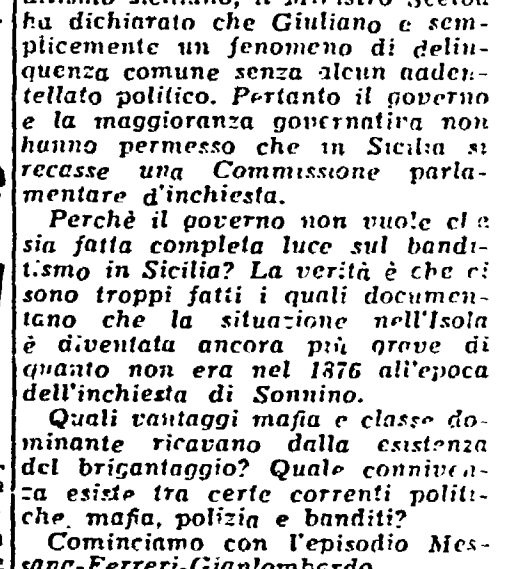 ha dichiarato che Giuliano e sem-
plicemente un fenomeno di delin-
quenza comune senza alcun adden-
tellato politico. Pertanto il governo
e la maggioranza governativa non
hanno permesso che in Sicilia si
recasse una Commissione parla-
mentare d'inchiesta.
Perchè il governo non vuole che
sia fatta completa luce sul bandi-
tismo in Sicilia? La verità è che ci
sono troppi fatti i quali documen-
tano che la situazione nell'Isola
è diventata ancora più grave di
quanto non era nel 1876 all'epoca
dell'inchiesta di Sonnino.
Quali vantaggi mafia e classe do-
minante ricavano dalla esistenza
del brigantaggio? Quale conniven-
za esiste tra certe correnti politi-
che, mafia, polizia e banditi?
Cominciamo con l'episodio Mes-
sana-Ferreri-Gianlombardo